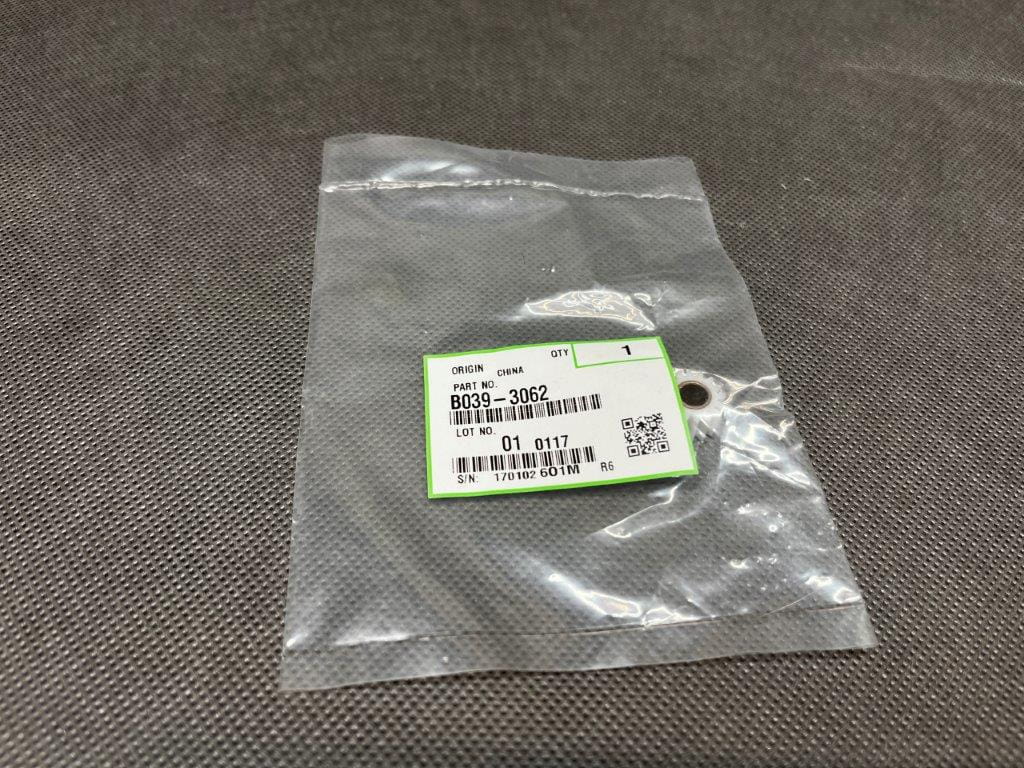 QTY 1
ORIGIN CHINA
PART NO.
B039-3062
LOT NO.
01 0117
S/N: 170102 601M R6